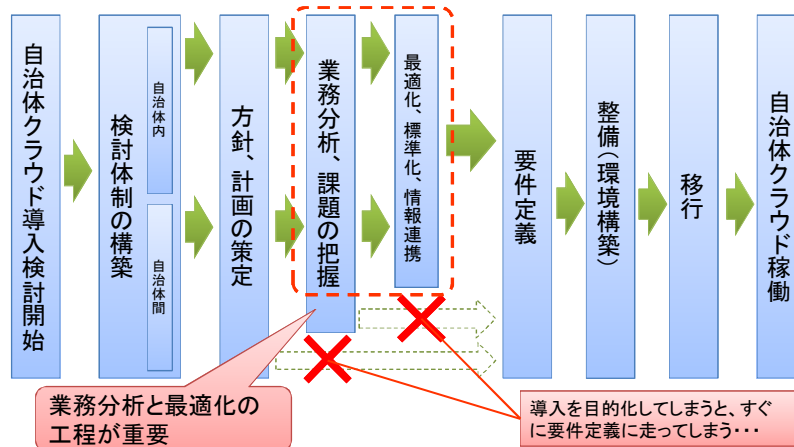 自治体クラウド導入検討開始
検討体制の構築
自治体内
自治体間
方針、計画の策定
業務分析、課題の把握
最適化、標準化、情報連携
要件定義
整備(環境構築)
移行
自治体クラウド稼働
業務分析と最適化の
工程が重要
導入を目的化してしまうと、すぐ
に要件定義に走ってしまう・・・